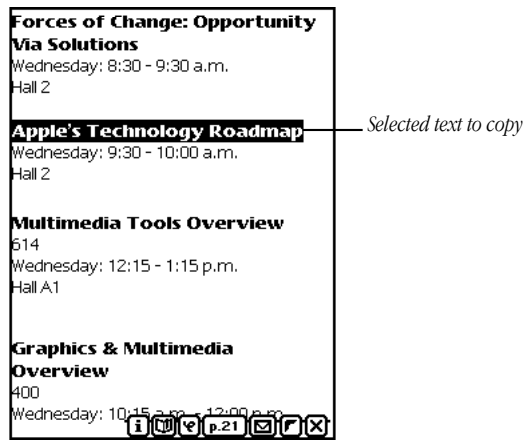 Forces of Change: Opportunity
Via Solutions
Wednesday: 8:30 - 9:30 a.m.
Hall 2
Apple's Technology Roadmap
Selected text to copy
Wednesday: 9:30 - 10:00 a.m.
Hall 2
Multimedia Tools Overview
614
Wednesday: 12:15 - 1:15 p.m.
Hall A1
Graphics & Multimedia
Overview
400
Wednesday: 10:15 a.m. - 12:00 p.m.
i
p.21